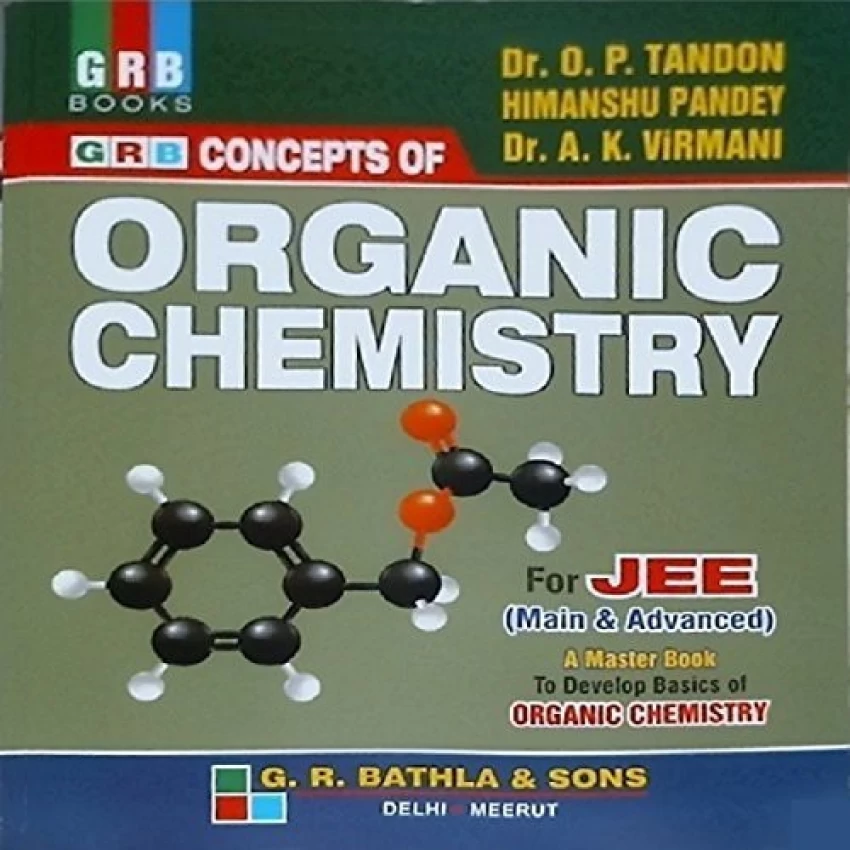 GRB
BOOKS
Dr. O. P. TANDON
HIMANSHU PANDEY
Dr. A. K. ViRMANI
GRB CONCEPTS OF
ORGANIC
CHEMISTRY
For JEE
(Main & Advanced)
A Master Book
To Develop Basics of
ORGANIC CHEMISTRY
G. R. BATHLA & SONS
DELHI MEERUT